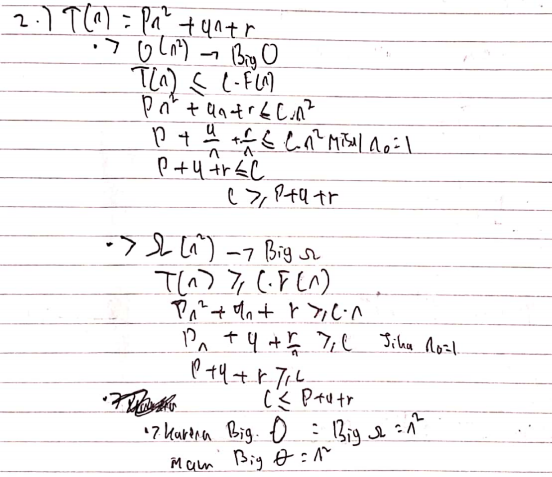 2.) T(n) = Pn² + qn + r
•> O(n²) → Big O
T(n) ≤ C.F(n)
Pn² + qn + r ≤ C.n²
P + q/n + r/n ≤ C.n² Misal n₀=1
P + q + r ≤ C
C ≥ P+q+r
•> Ω(n²) → Big Ω
T(n) ≥ C.F(n)
Pn² + qn + r ≥ C.n
Pn + q + r/n ≥ C Jika n₀=1
P+q+r ≥ C
C ≤ P+q+r
•> Karena Big O = Big Ω = n²
Maka Big θ = n²